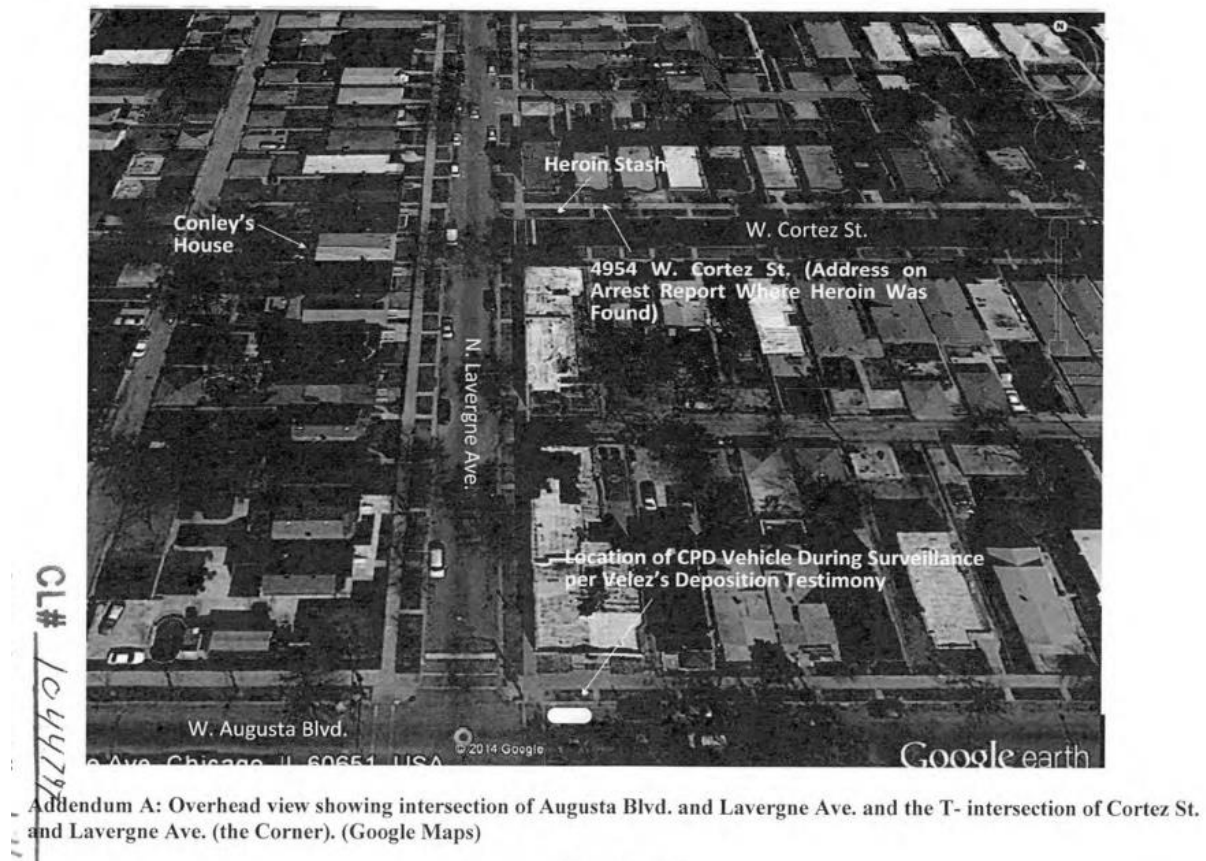 N
Heroin Stash
Conley's
House
W. Cortez St.
4954 W. Cortez St. (Address on
Arrest Report Where Heroin Was
Found)
N. Lavergne Ave.
Location of CPD Vehicle During Surveillance
per Velez's Deposition Testimony
W. Augusta Blvd.
© 2014 Google
Google earth
e Ave, Chicago, IL 60651, USA
CL#
Addendum A: Overhead view showing intersection of Augusta Blvd. and Lavergne Ave. and the T- intersection of Cortez St.
and Lavergne Ave. (the Corner). (Google Maps)